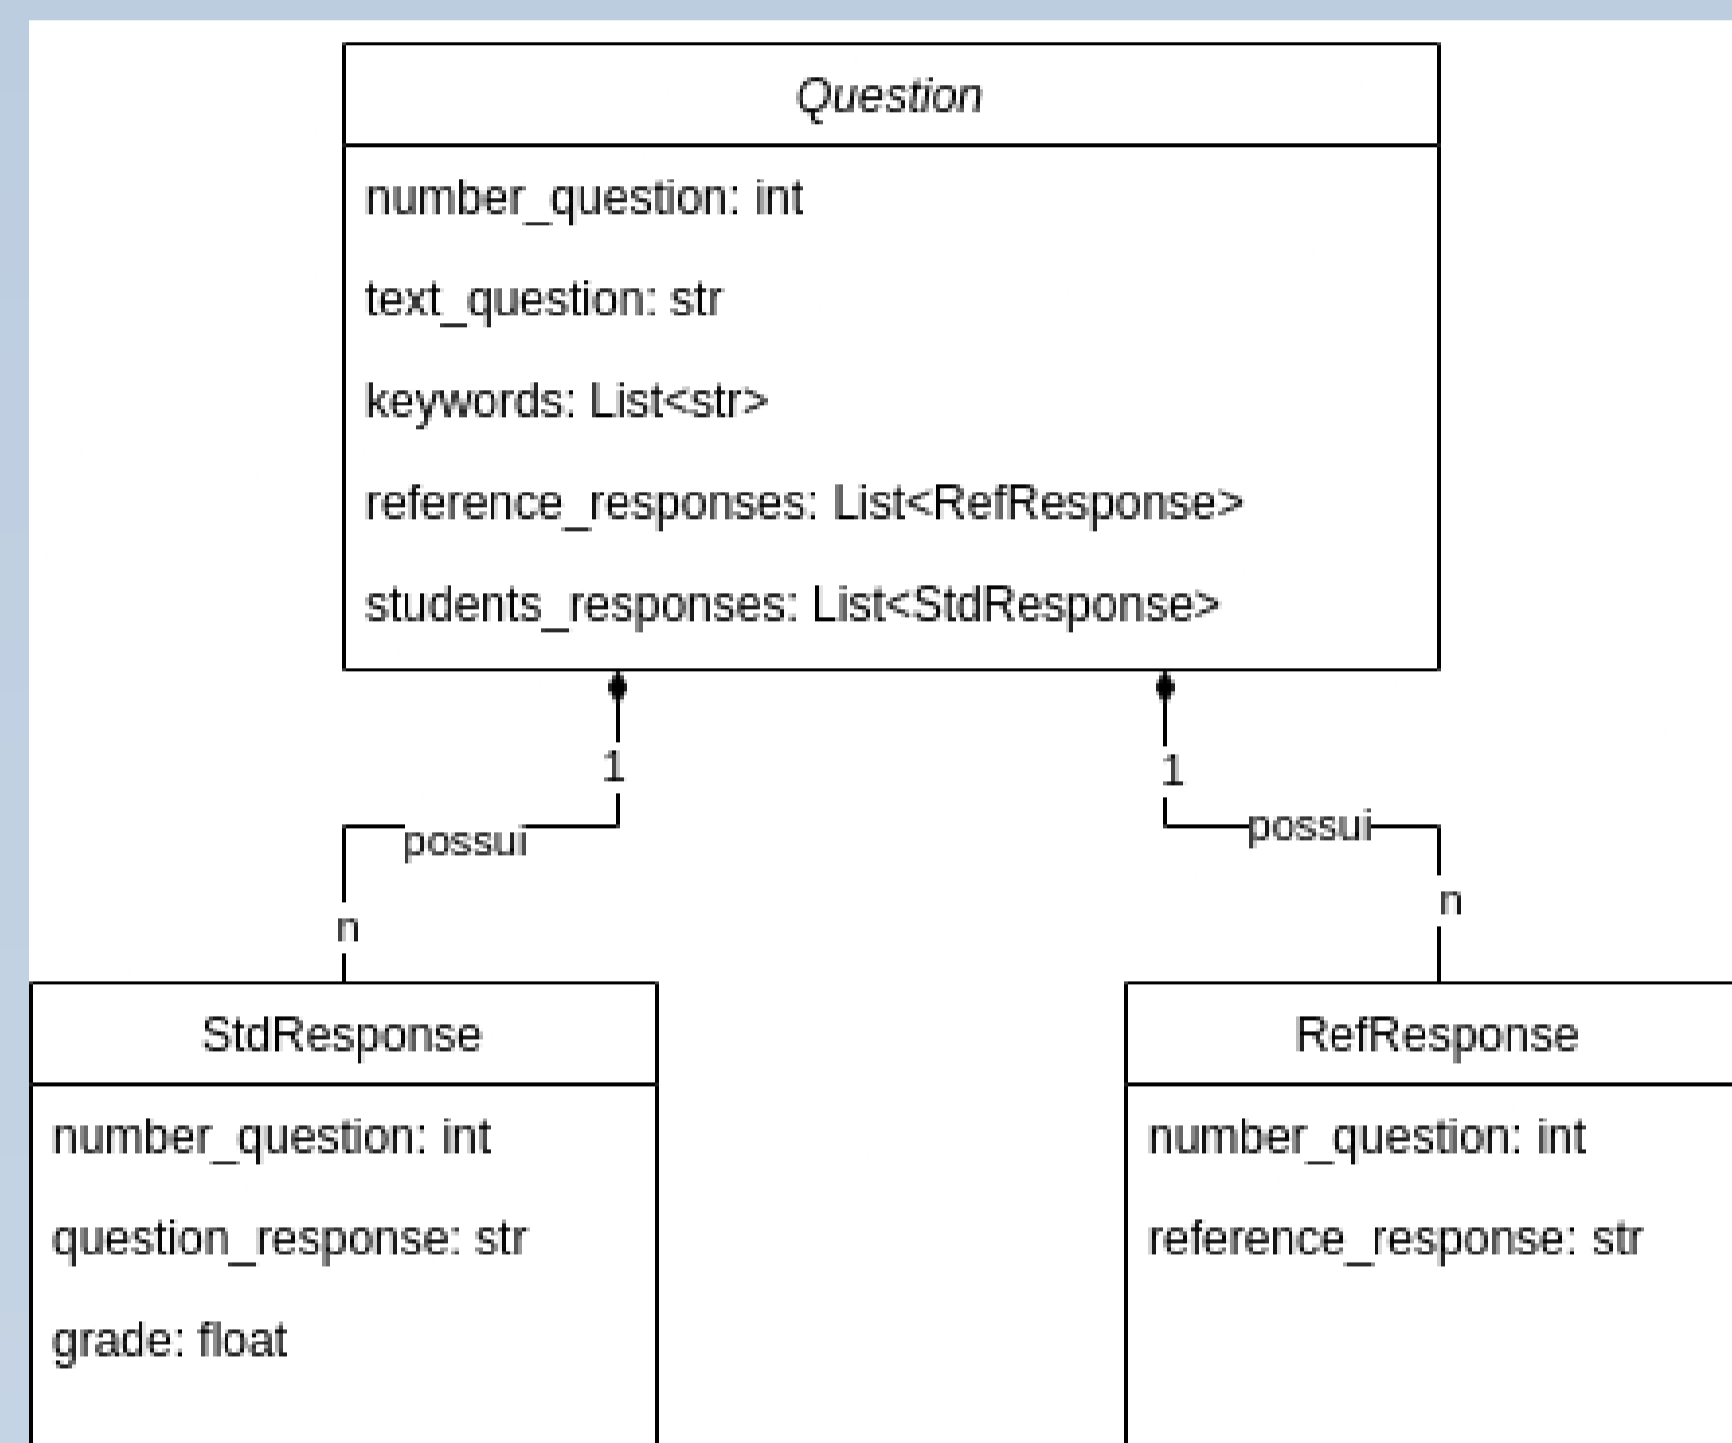 Question
number_question: int
text_question: str
keywords: List<str>
reference_responses: List<RefResponse>
students_responses: List<StdResponse>
1
1
possui
possui
n
n
StdResponse
number_question: int
question_response: str
grade: float
RefResponse
number_question: int
reference_response: str